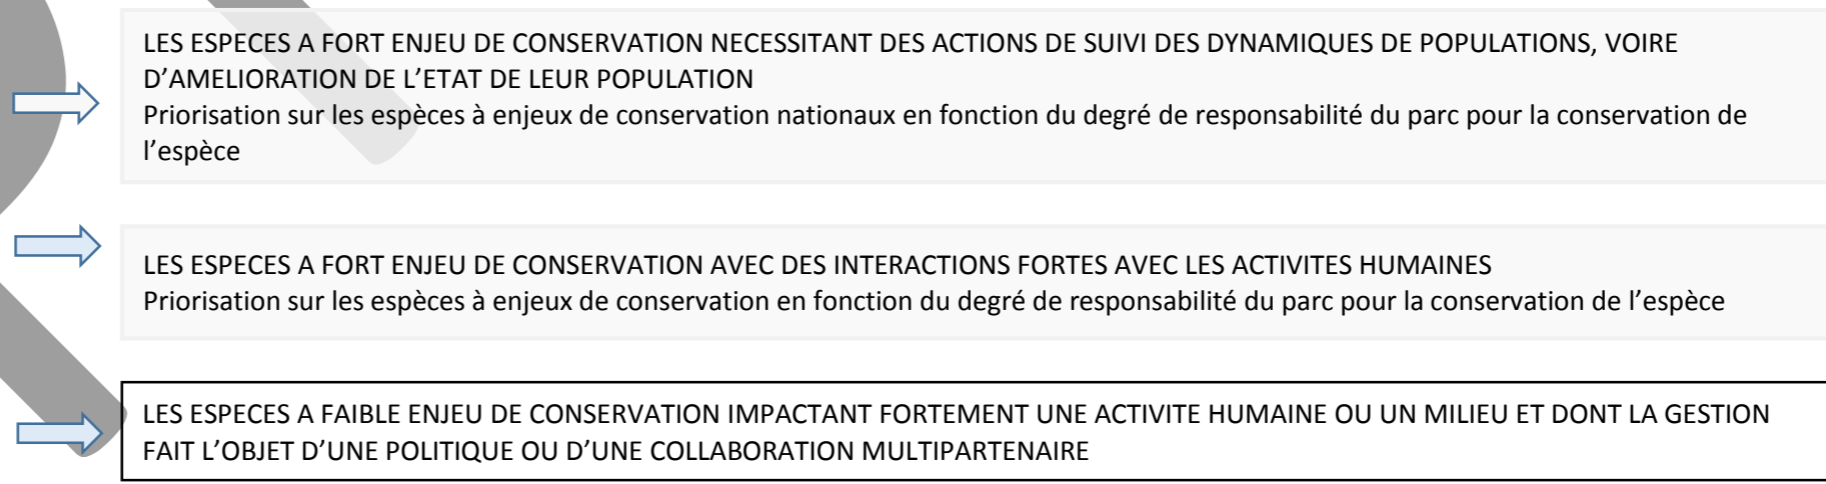 LES ESPECES A FORT ENJEU DE CONSERVATION NECESSITANT DES ACTIONS DE SUIVI DES DYNAMIQUES DE POPULATIONS, VOIRE
D’AMELIORATION DE L’ETAT DE LEUR POPULATION
Priorisation sur les espèces à enjeux de conservation nationaux en fonction du degré de responsabilité du parc pour la conservation de
l’espèce
LES ESPECES A FORT ENJEU DE CONSERVATION AVEC DES INTERACTIONS FORTES AVEC LES ACTIVITES HUMAINES
Priorisation sur les espèces à enjeux de conservation en fonction du degré de responsabilité du parc pour la conservation de l’espèce
LES ESPECES A FAIBLE ENJEU DE CONSERVATION IMPACTANT FORTEMENT UNE ACTIVITE HUMAINE OU UN MILIEU ET DONT LA GESTION
FAIT L’OBJET D’UNE POLITIQUE OU D’UNE COLLABORATION MULTIPARTENAIRE